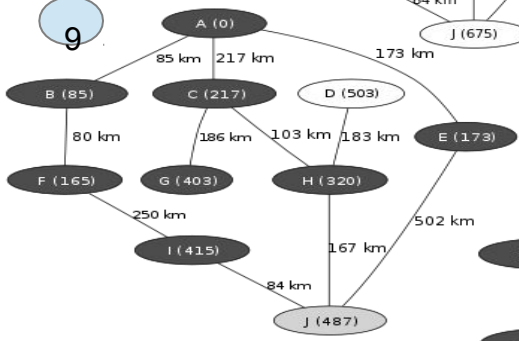 84 km
J (675)
9
A (0)
173 km
85 km
217 km
B (85)
C (217)
D (503)
E (173)
80 km
186 km
103 km
183 km
F (165)
G (403)
H (320)
250 km
502 km
I (415)
167 km
84 km
J (487)